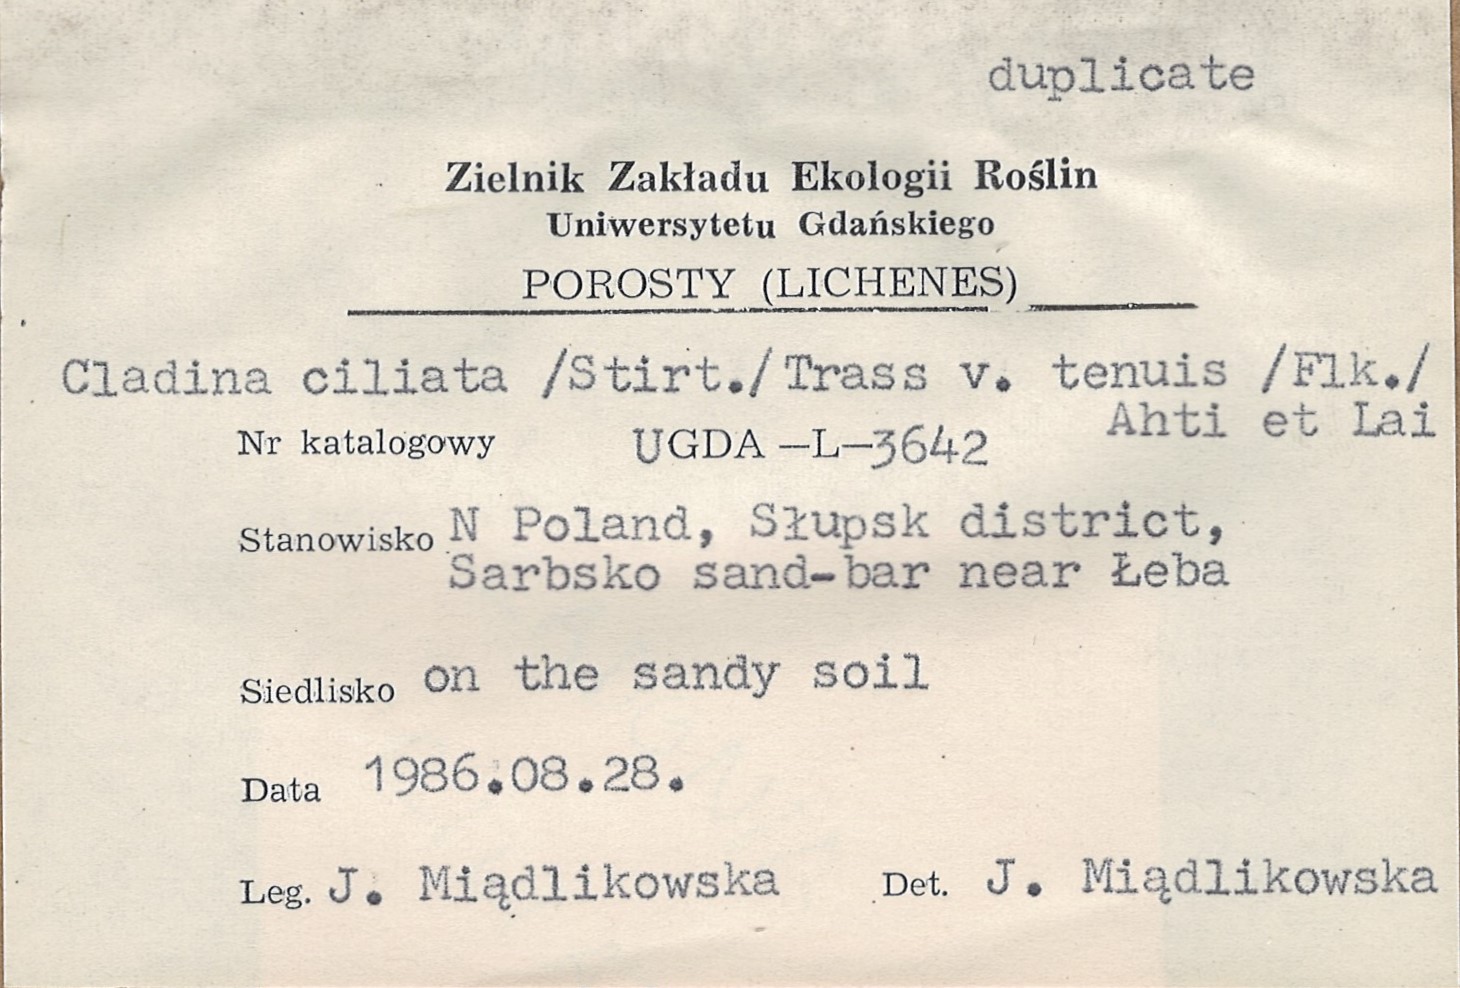 duplicate
Zielnik Zakładu Ekologii Roślin
Uniwersytetu Gdańskiego
POROSTY (LICHENES)
Cladina ciliata /Stirt./ Trass v. tenuis /Flk./
Ahti et Lai
Nr katalogowy UGDA —L—3642
Stanowisko N Poland, Słupsk district,
Sarbsko sand-bar near Łeba
Siedlisko on the sandy soil
Data 1986.08.28.
Leg. J. Miądlikowska Det. J. Miądlikowska